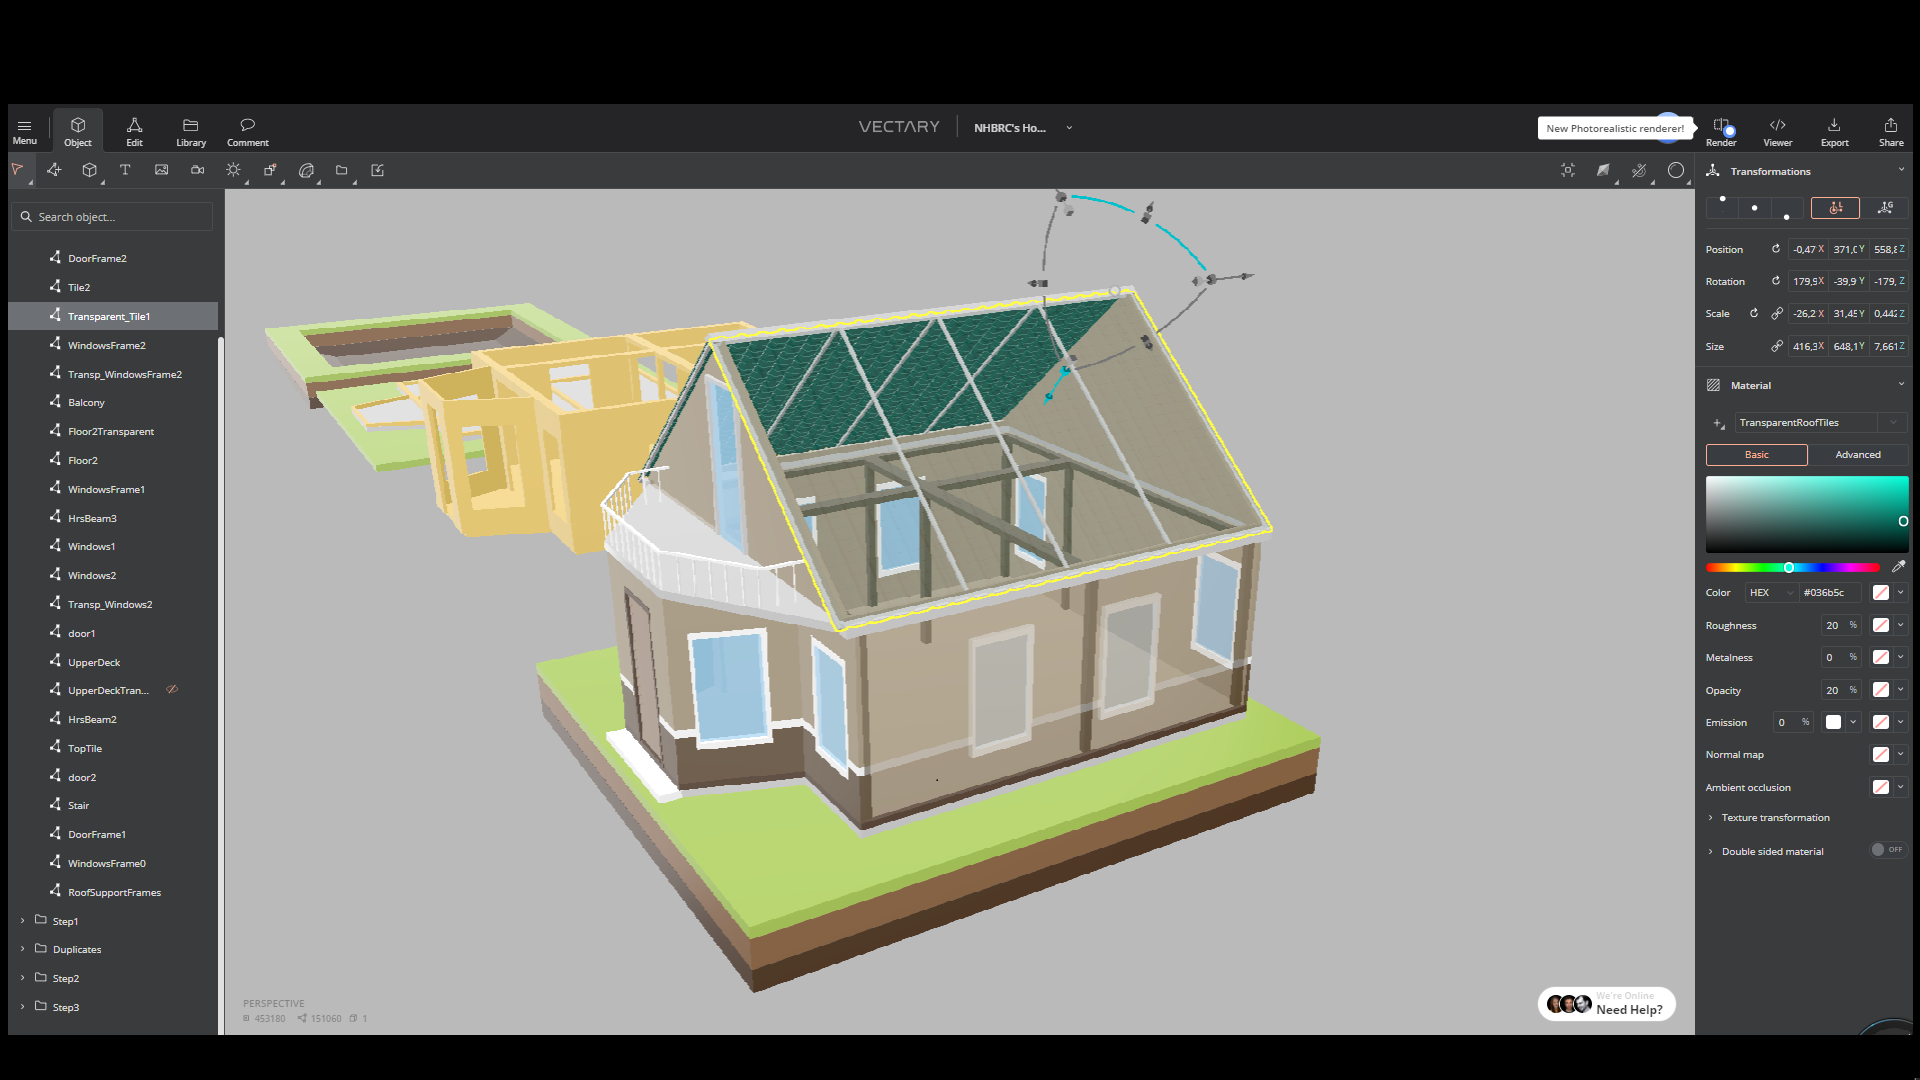 Menu
Object
Edit
Library
Comment
VECTARY
NHBRC's Ho...
New Photorealistic renderer!
Render
Viewer
Export
Share
Search object...
DoorFrame2
Tile2
Transparent_Tile1
WindowsFrame2
Transp_WindowsFrame2
Balcony
Floor2Transparent
Floor2
WindowsFrame1
HrsBeam3
Windows1
Windows2
Transp_Windows2
door1
UpperDeck
UpperDeckTran...
HrsBeam2
TopTile
door2
Stair
DoorFrame1
WindowsFrame0
RoofSupportFrames
Step1
Duplicates
Step2
Step3
PERSPECTIVE
453180 151060 1
We're Online
Need Help?
Transformations
L G
Position -0,47 X 371,0 Y 558,8 Z
Rotation 179,9 X -39,9 Y -179, Z
Scale -26,2 X 31,45 Y 0,442 Z
Size 416,3 X 648,1 Y 7,661 Z
Material
TransparentRoofTiles
Basic Advanced
Color HEX #036b5c
Roughness 20 %
Metalness 0 %
Opacity 20 %
Emission 0 %
Normal map
Ambient occlusion
Texture transformation
Double sided material OFF